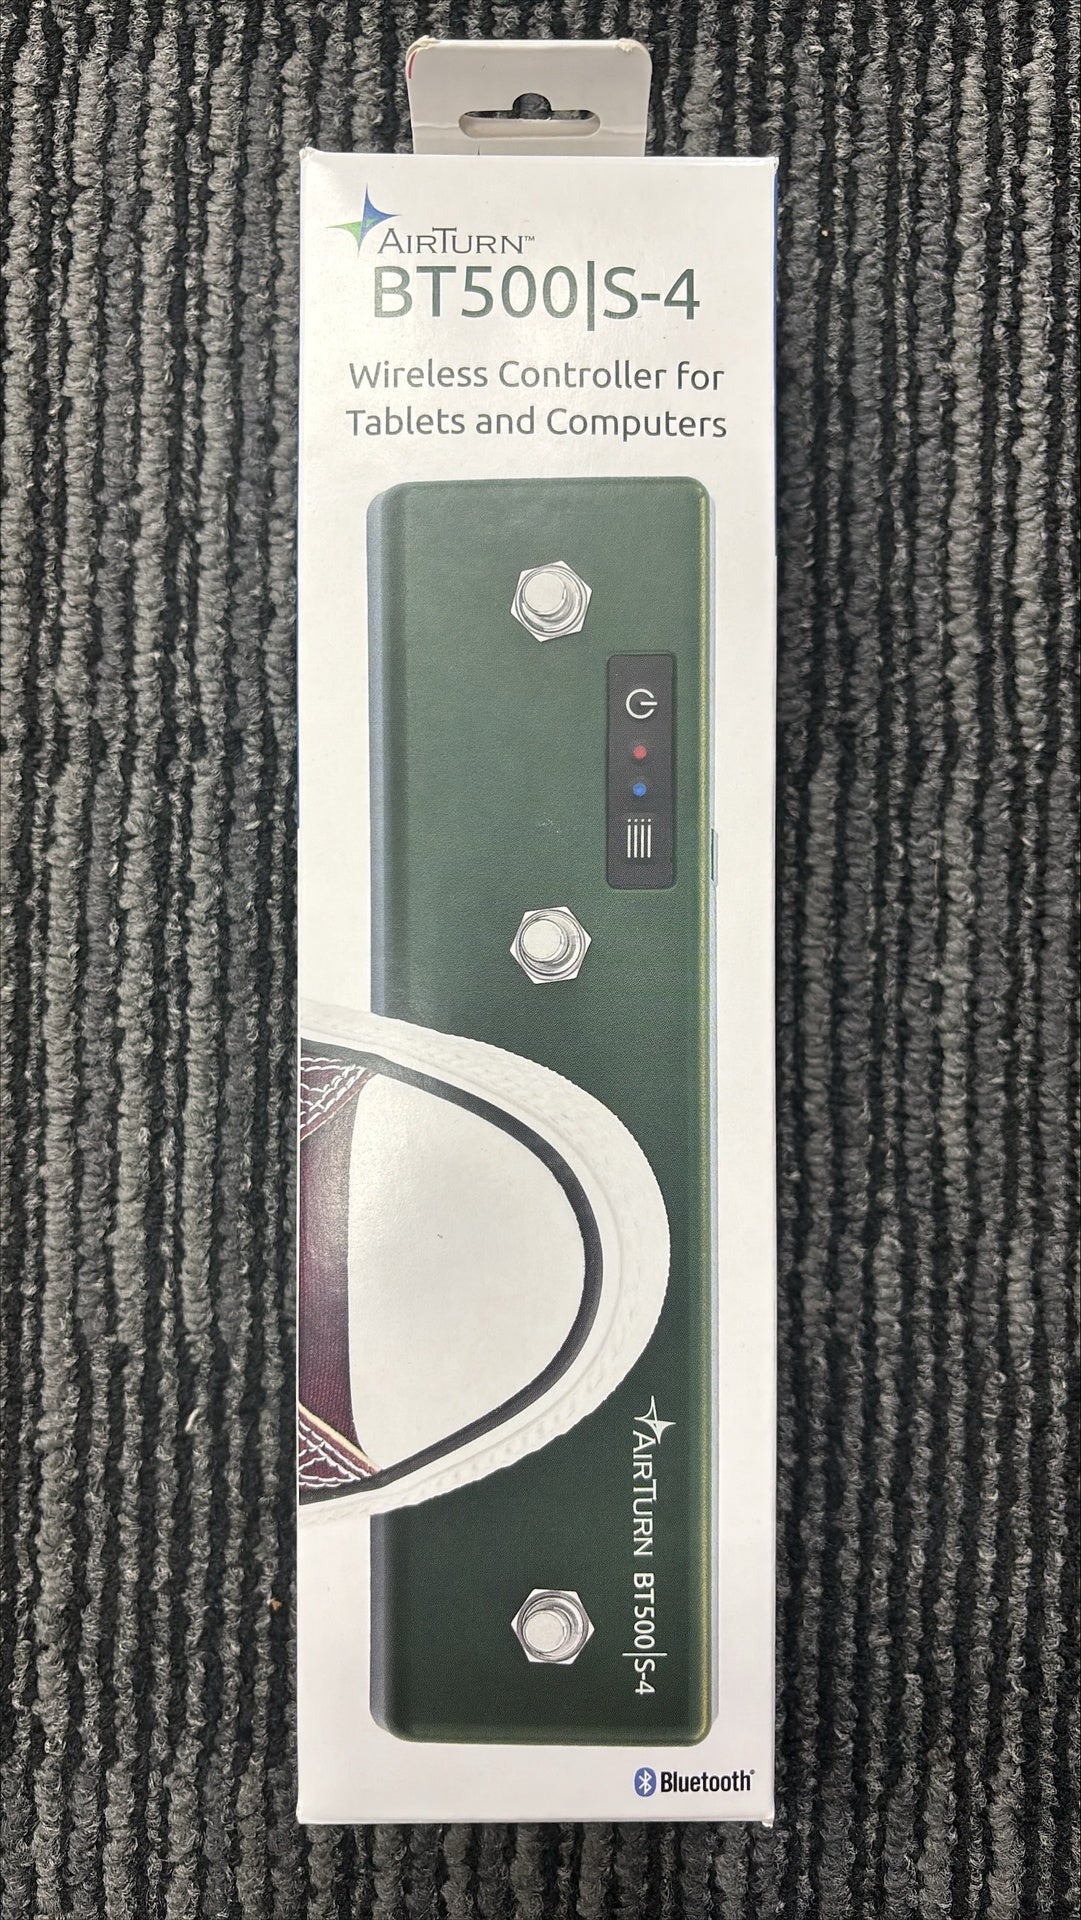 AIRTURN™
BT500|S-4
Wireless Controller for
Tablets and Computers
AIRTURN BT500|S-4
Bluetooth®